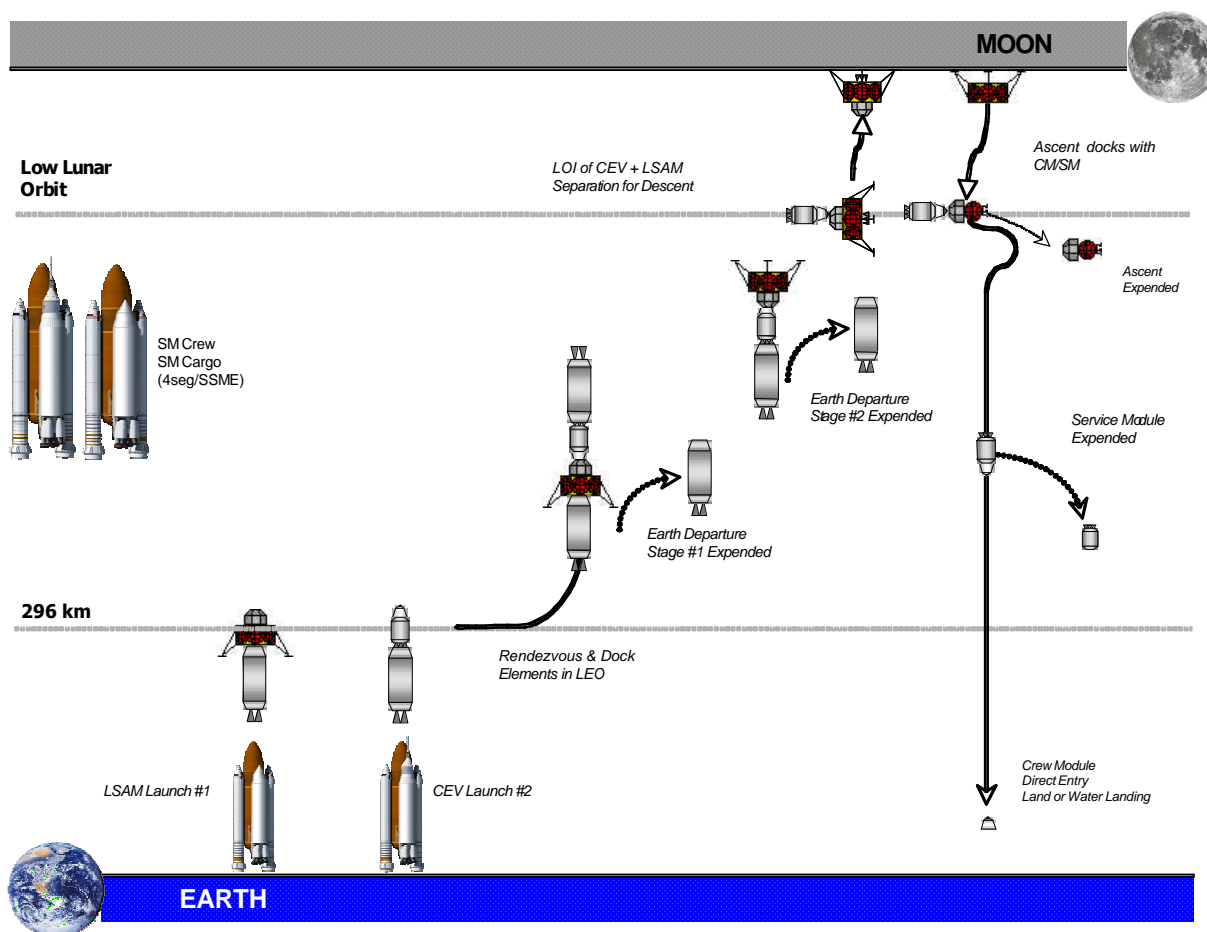 MOON
Low Lunar
Orbit
LOI of CEV + LSAM
Separation for Descent
Ascent docks with
CM/SM
Ascent
Expended
SM Crew
SM Cargo
(4seg/SSME)
Earth Departure
Stage #2 Expended
Service Module
Expended
Earth Departure
Stage #1 Expended
296 km
Rendezvous & Dock
Elements in LEO
LSAM Launch #1
CEV Launch #2
Crew Module
Direct Entry
Land or Water Landing
EARTH